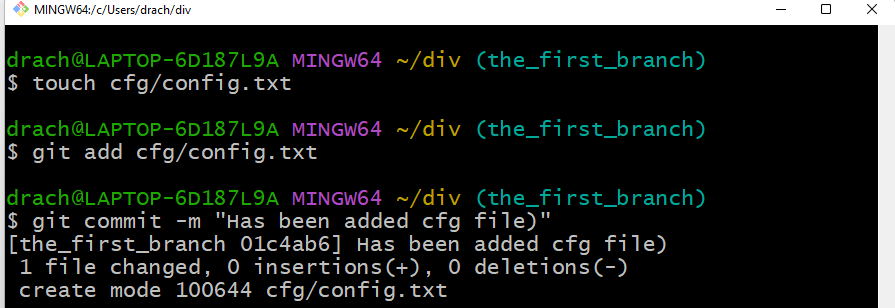 MINGW64:/c/Users/drach/div
drach@LAPTOP-6D187L9A MINGW64 ~/div (the_first_branch)
$ touch cfg/config.txt
drach@LAPTOP-6D187L9A MINGW64 ~/div (the_first_branch)
$ git add cfg/config.txt
drach@LAPTOP-6D187L9A MINGW64 ~/div (the_first_branch)
$ git commit -m "Has been added cfg file)"
[the_first_branch 01c4ab6] Has been added cfg file)
 1 file changed, 0 insertions(+), 0 deletions(-)
 create mode 100644 cfg/config.txt